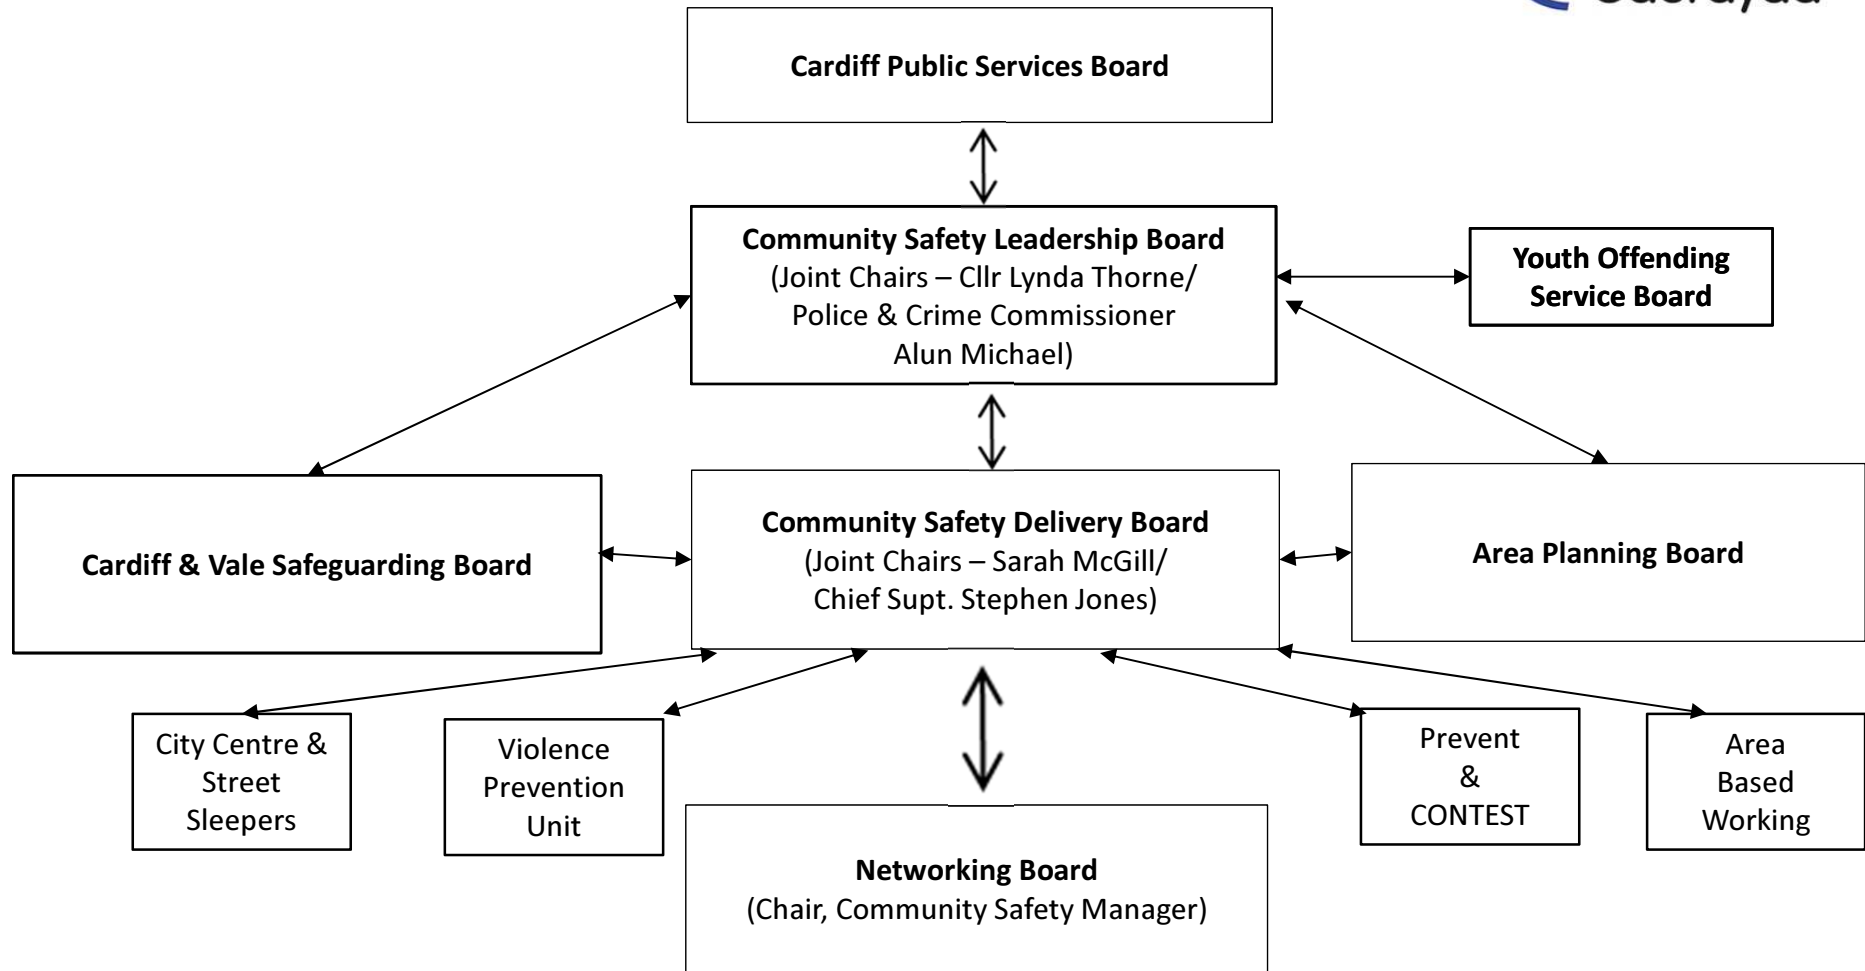 Cardiff Public Services Board
Community Safety Leadership Board
(Joint Chairs – Cllr Lynda Thorne/
Police & Crime Commissioner
Alun Michael)
Youth Offending
Service Board
Cardiff & Vale Safeguarding Board
Community Safety Delivery Board
(Joint Chairs – Sarah McGill/
Chief Supt. Stephen Jones)
Area Planning Board
City Centre &
Street
Sleepers
Violence
Prevention
Unit
Prevent
&
CONTEST
Area
Based
Working
Networking Board
(Chair, Community Safety Manager)